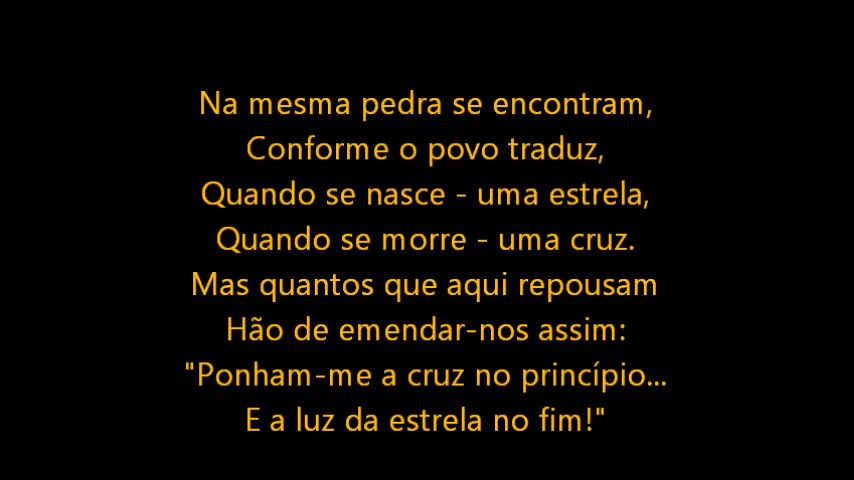 Na mesma pedra se encontram,
Conforme o povo traduz,
Quando se nasce - uma estrela,
Quando se morre - uma cruz.
Mas quantos que aqui repousam
Hão de emendar-nos assim:
"Ponham-me a cruz no princípio...
E a luz da estrela no fim!"